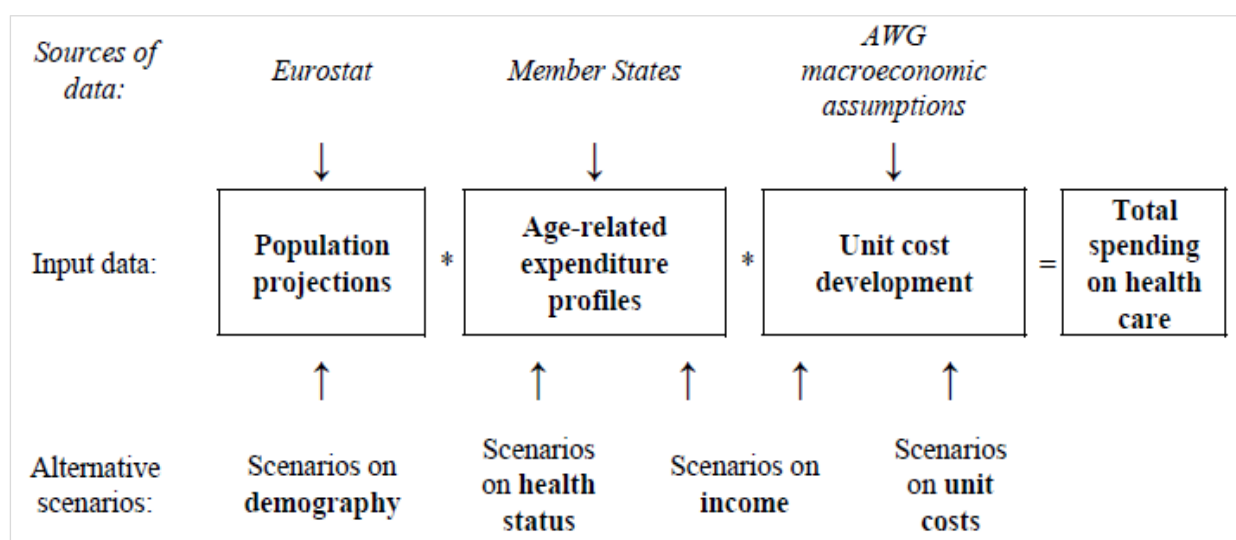 Sources of
data:
Eurostat
Member States
AWG
macroeconomic
assumptions
↓ ↓ ↓
Input data:
Population
projections
*
Age-related
expenditure
profiles
*
Unit cost
development
=
Total
spending
on health
care
↑ ↑ ↑ ↑ ↑
Alternative
scenarios:
Scenarios on
demography
Scenarios
on health
status
Scenarios on
income
Scenarios
on unit
costs